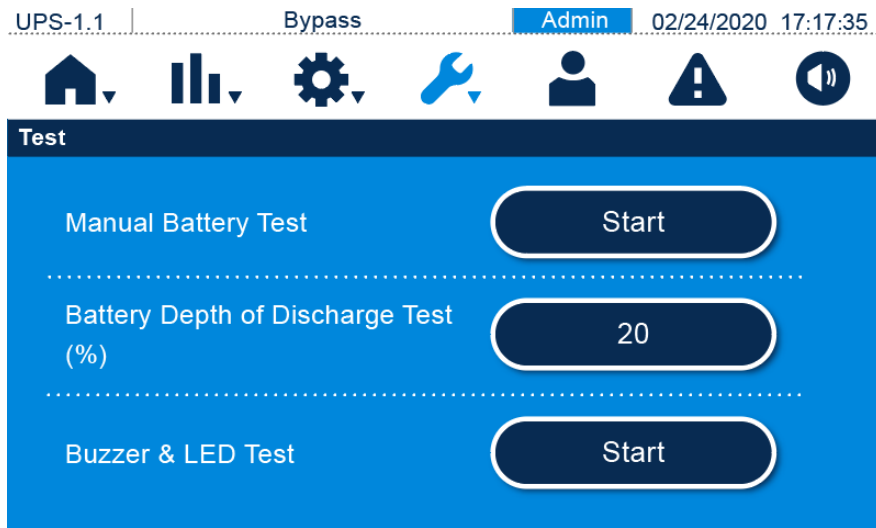 UPS-1.1 Bypass Admin 02/24/2020 17:17:35
Test
Manual Battery Test Start
Battery Depth of Discharge Test
(%)
20
Buzzer & LED Test Start